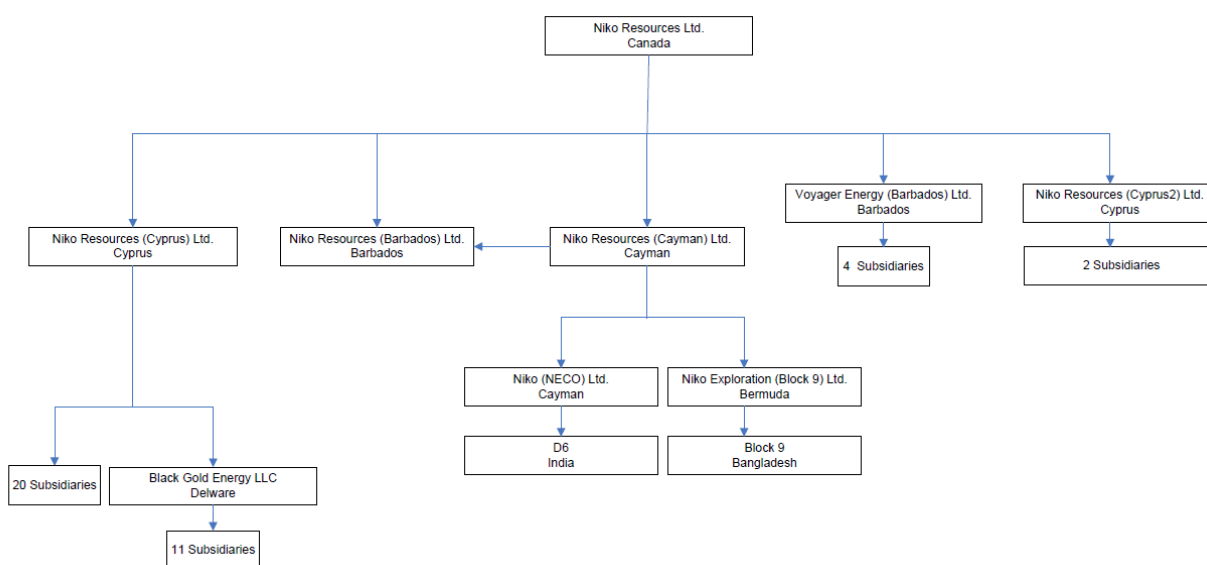 Niko Resources Ltd.
Canada
Voyager Energy (Barbados) Ltd.
Barbados
Niko Resources (Cyprus2) Ltd.
Cyprus
Niko Resources (Cyprus) Ltd.
Cyprus
Niko Resources (Barbados) Ltd.
Barbados
Niko Resources (Cayman) Ltd.
Cayman
4 Subsidiaries
2 Subsidiaries
Niko (NECO) Ltd.
Cayman
Niko Exploration (Block 9) Ltd.
Bermuda
D6
India
Block 9
Bangladesh
20 Subsidiaries
Black Gold Energy LLC
Delware
11 Subsidiaries